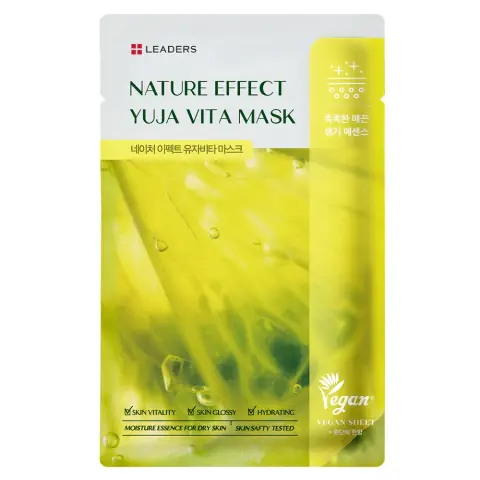 LEADERS
NATURE EFFECT
YUJA VITA MASK
네이처 이펙트 유자비타 마스크
촉촉한 매끈
생기 에센스
SKIN VITALITY
SKIN GLOSSY
HYDRATING
MOISTURE ESSENCE FOR DRY SKIN
SKIN SAFTY TESTED
Vegan
VEGAN SHEET